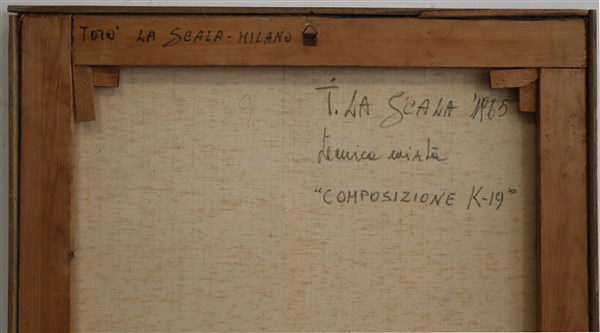 TOTO' LA SCALA - MILANO
T. LA SCALA '1965
tecnica mista
"COMPOSIZIONE K-19"